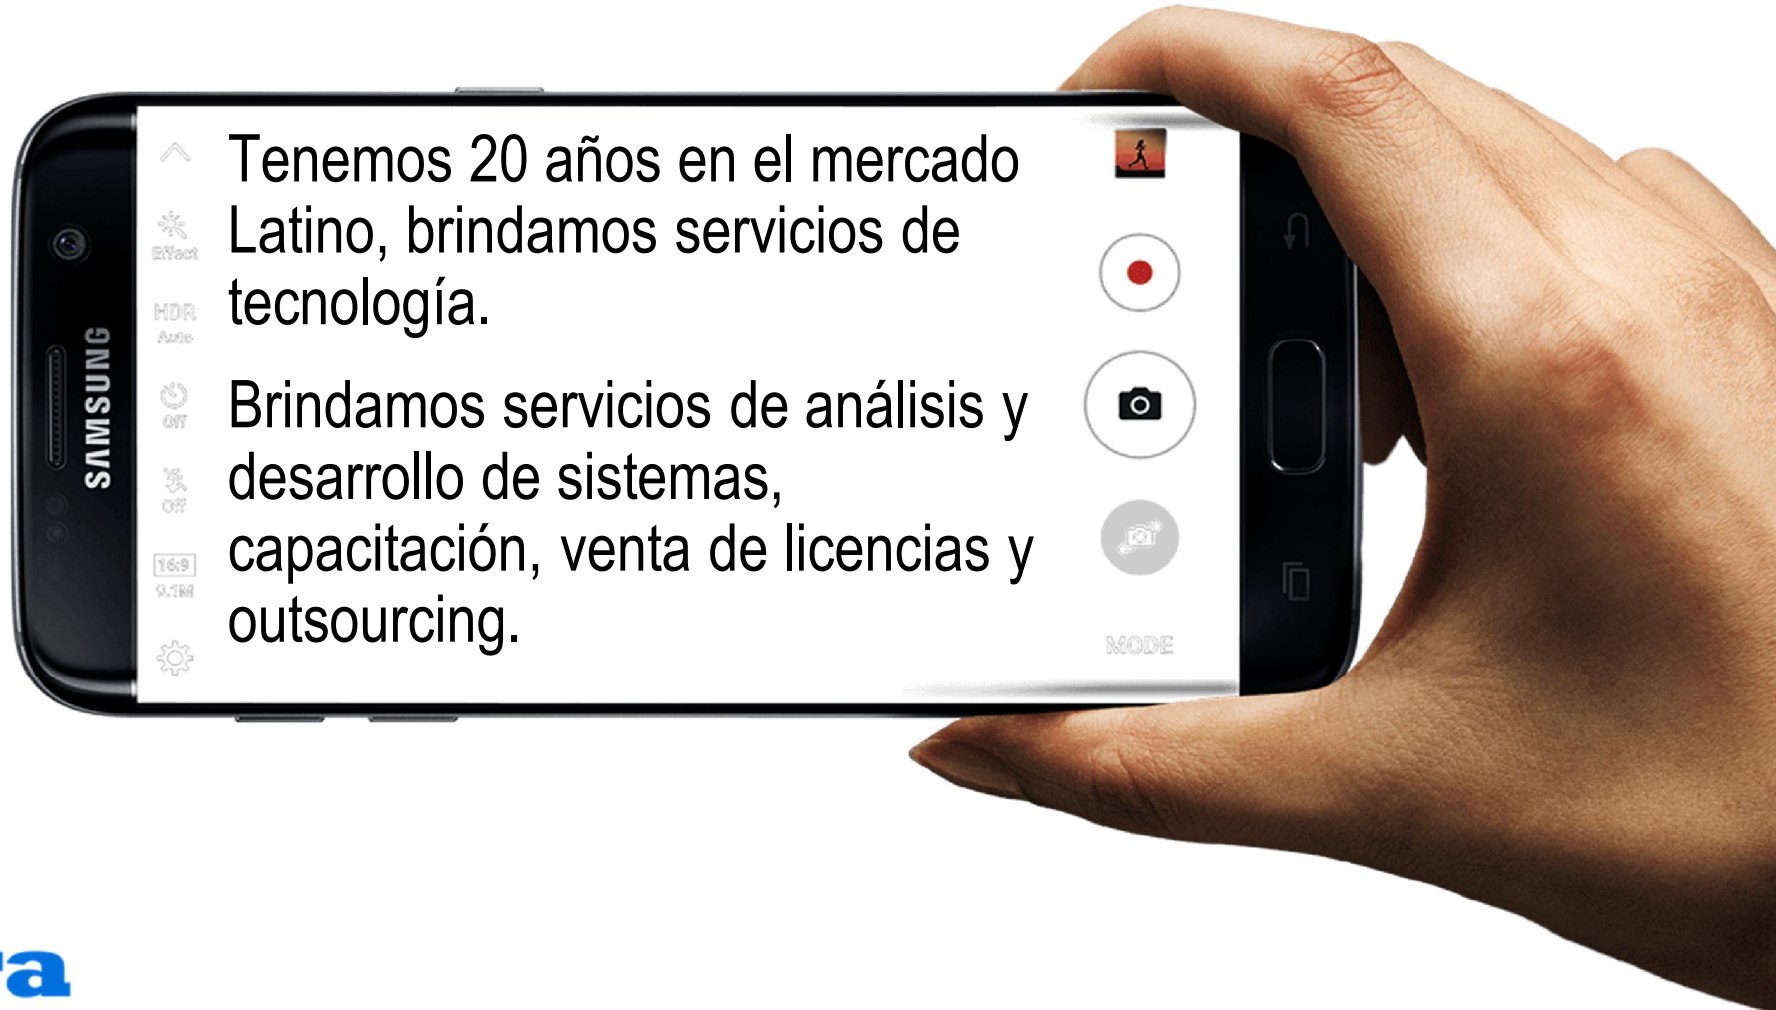 Tenemos 20 años en el mercado
Latino, brindamos servicios de
tecnología.
Brindamos servicios de análisis y
desarrollo de sistemas,
capacitación, venta de licencias y
outsourcing.
SAMSUNG
Effect
HDR
Auto
Off
Off
16:9
9.1M
MODE